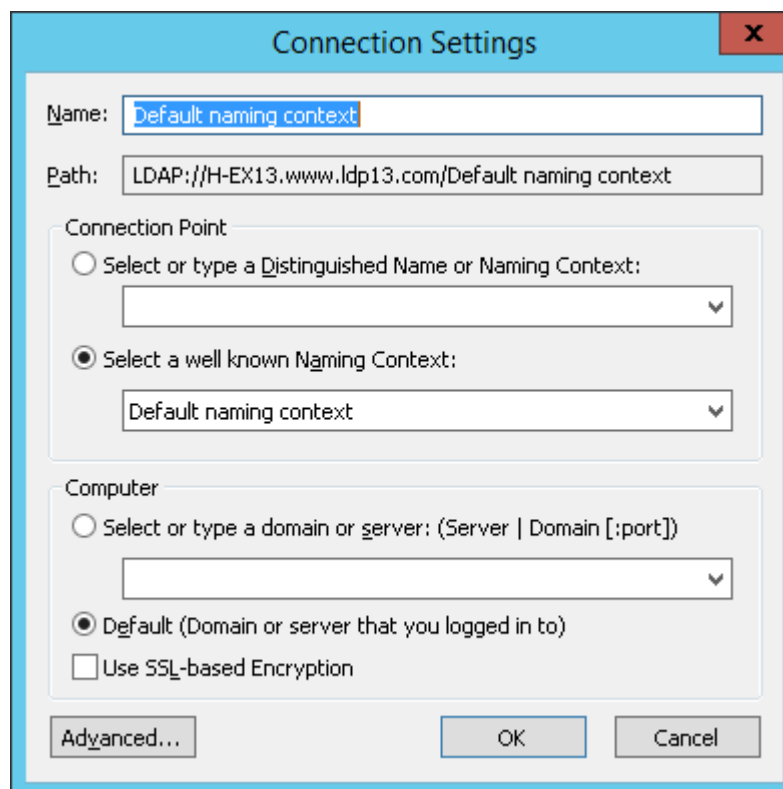 Connection Settings
x
Name: Default naming context
Path: LDAP://H-EX13.www.ldp13.com/Default naming context
Connection Point
Select or type a Distinguished Name or Naming Context:
Select a well known Naming Context:
Default naming context
Computer
Select or type a domain or server: (Server | Domain [:port])
Default (Domain or server that you logged in to)
Use SSL-based Encryption
Advanced... OK Cancel